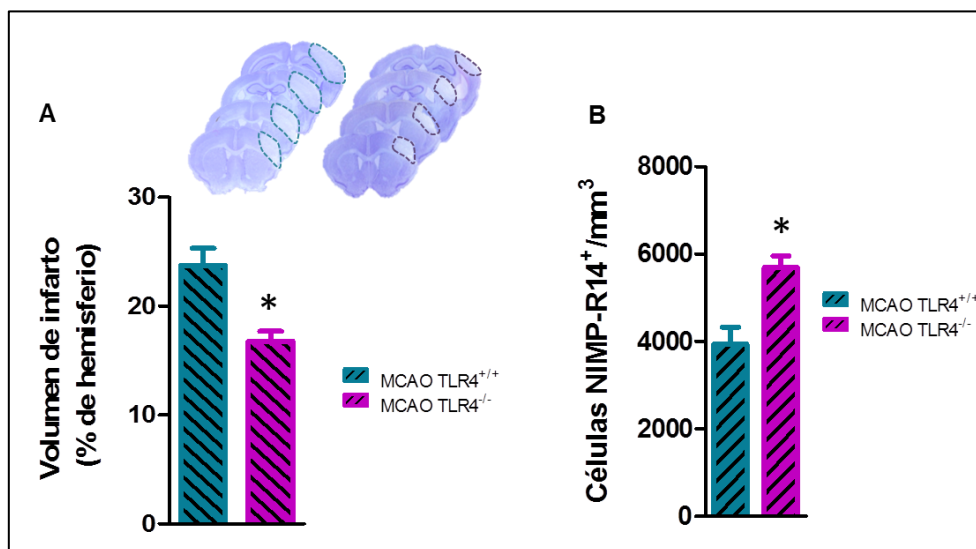 A
Volumen de infarto
(% de hemisferio)
30
20
10
0
*
MCAO TLR4+/+
MCAO TLR4-/-
B
Células NIMP-R14+/mm3
8000
6000
4000
2000
0
*
MCAO TLR4+/+
MCAO TLR4-/-